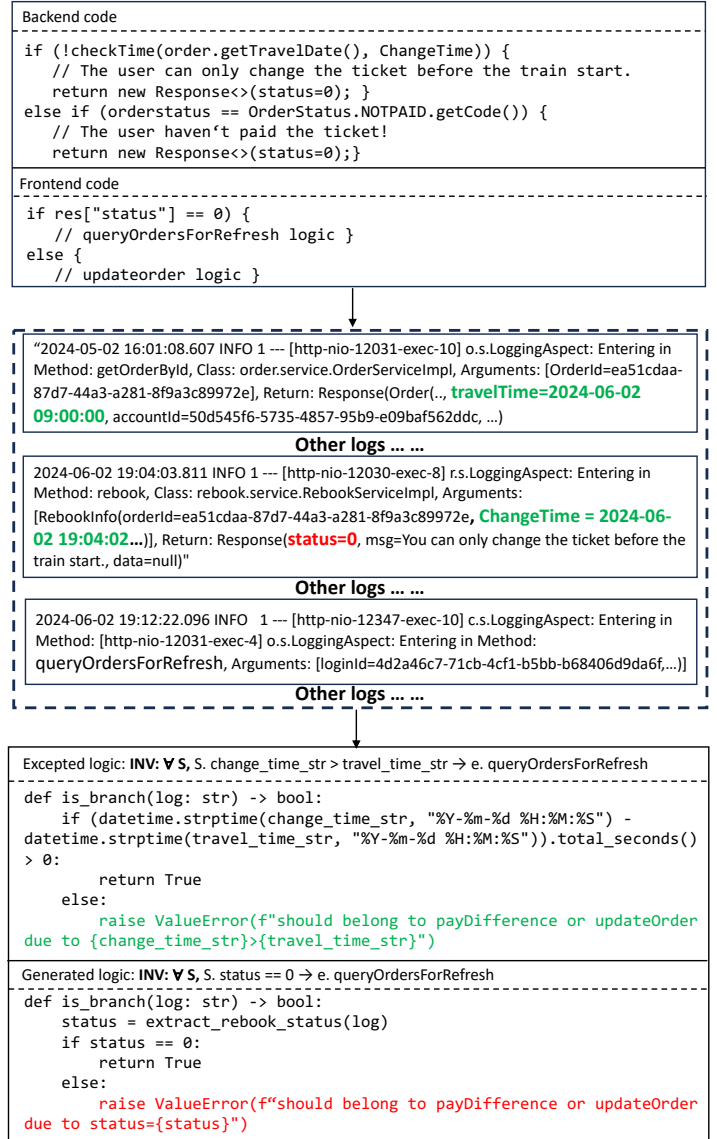 Backend code
if (!checkTime(order.getTravelDate(), ChangeTime)) {
// The user can only change the ticket before the train start.
return new Response<>(status=0); }
else if (orderstatus == OrderStatus.NOTPAID.getCode()) {
// The user haven‘t paid the ticket!
return new Response<>(status=0);}
Frontend code
if res["status"] == 0) {
// queryOrdersForRefresh logic }
else {
// updateorder logic }
“2024-05-02 16:01:08.607 INFO 1 --- [http-nio-12031-exec-10] o.s.LoggingAspect: Entering in
Method: getOrderById, Class: order.service.OrderServiceImpl, Arguments: [OrderId=ea51cdaa-
87d7-44a3-a281-8f9a3c89972e], Return: Response(Order(.., travelTime=2024-06-02
09:00:00, accountId=50d545f6-5735-4857-95b9-e09baf562ddc, …)
Other logs … …
2024-06-02 19:04:03.811 INFO 1 --- [http-nio-12030-exec-8] r.s.LoggingAspect: Entering in
Method: rebook, Class: rebook.service.RebookServiceImpl, Arguments:
[RebookInfo(orderId=ea51cdaa-87d7-44a3-a281-8f9a3c89972e, ChangeTime = 2024-06-
02 19:04:02…)], Return: Response(status=0, msg=You can only change the ticket before the
train start., data=null)"
Other logs … …
2024-06-02 19:12:22.096 INFO 1 --- [http-nio-12347-exec-10] c.s.LoggingAspect: Entering in
Method: [http-nio-12031-exec-4] o.s.LoggingAspect: Entering in Method:
queryOrdersForRefresh, Arguments: [loginId=4d2a46c7-71cb-4cf1-b5bb-b68406d9da6f,…)]
Other logs … …
Excepted logic: INV: ∀ S, S. change_time_str > travel_time_str → e. queryOrdersForRefresh
def is_branch(log: str) -> bool:
if (datetime.strptime(change_time_str, "%Y-%m-%d %H:%M:%S") -
datetime.strptime(travel_time_str, "%Y-%m-%d %H:%M:%S")).total_seconds()
> 0:
return True
else:
raise ValueError(f"should belong to payDifference or updateOrder
due to {change_time_str}>{travel_time_str}")
Generated logic: INV: ∀ S, S. status == 0 → e. queryOrdersForRefresh
def is_branch(log: str) -> bool:
status = extract_rebook_status(log)
if status == 0:
return True
else:
raise ValueError(f“should belong to payDifference or updateOrder
due to status={status}")